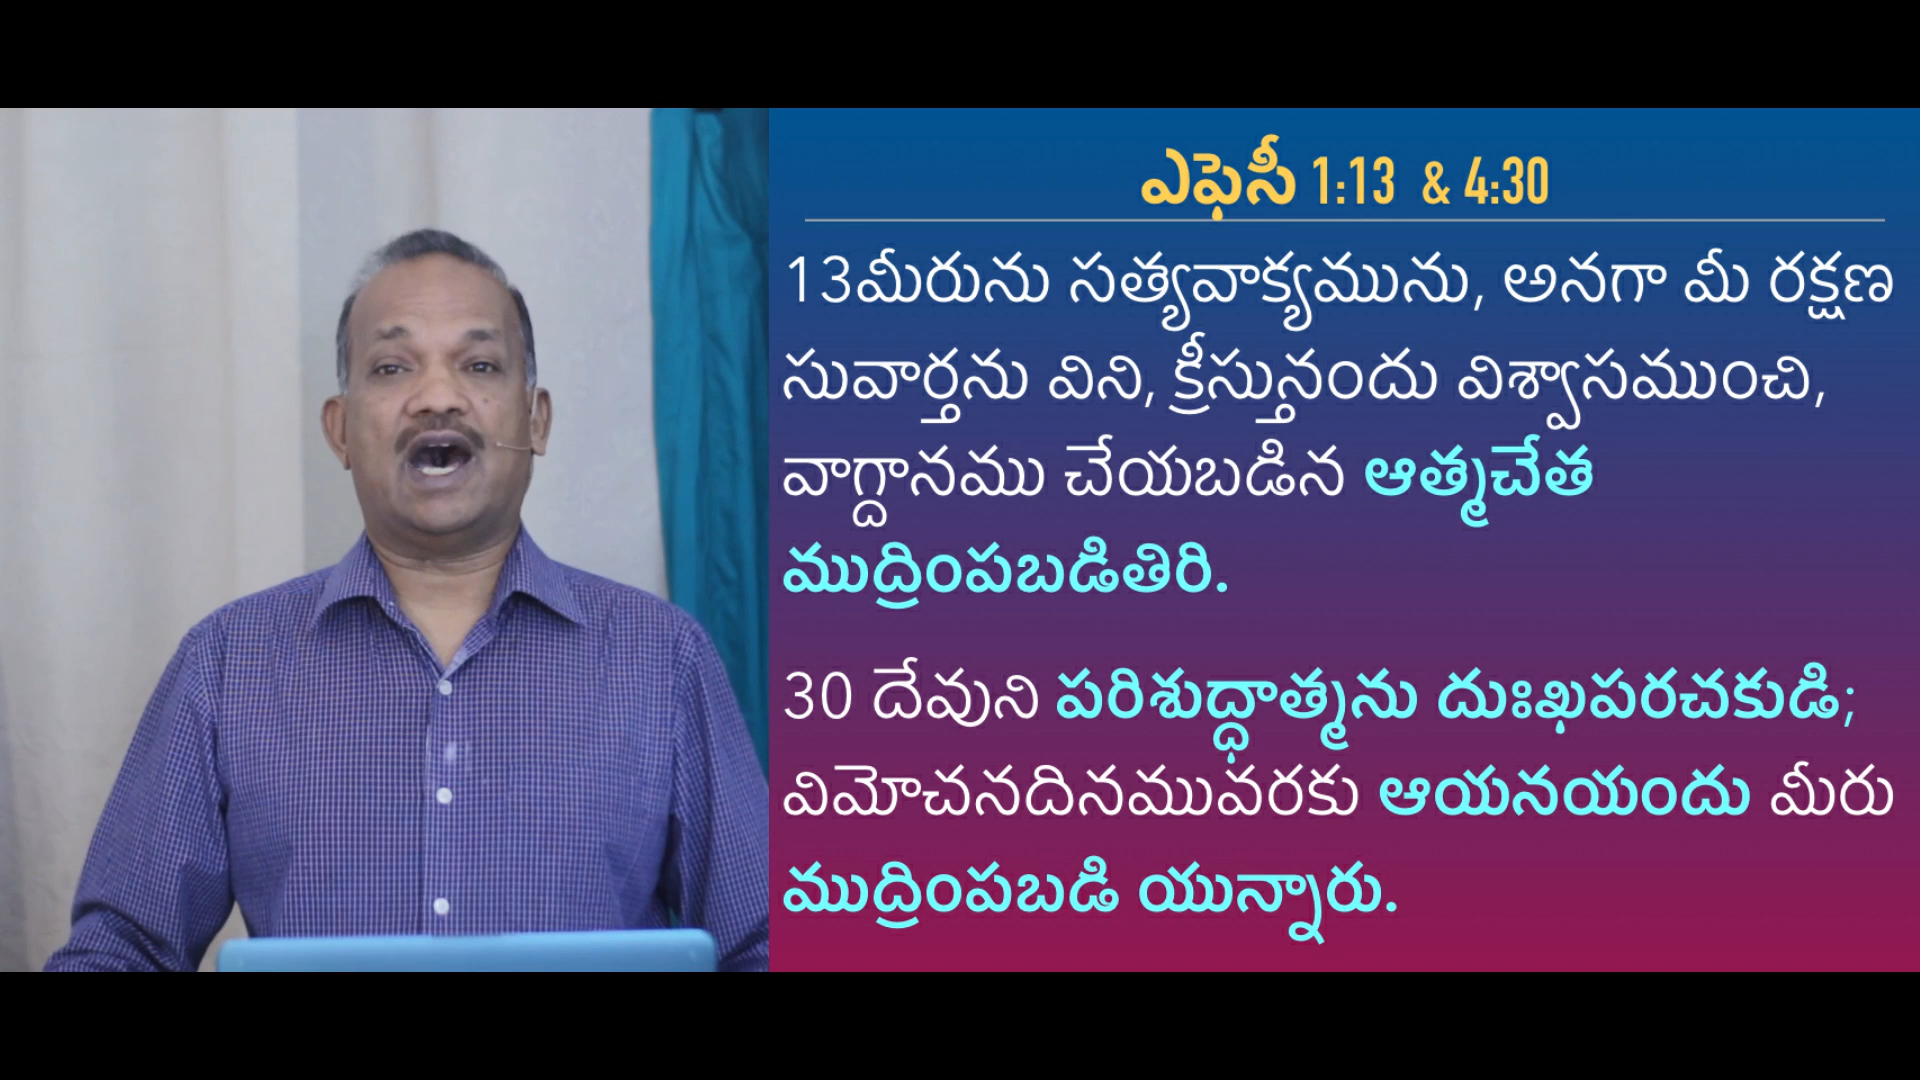 ఎఫెసీ 1:13 & 4:30
13మీరును సత్యవాక్యమును, అనగా మీ రక్షణ
సువార్తను విని, క్రీస్తునందు విశ్వాసముంచి,
వాగ్దానము చేయబడిన ఆత్మచేత
ముద్రింపబడితిరి.
30 దేవుని పరిశుద్ధాత్మను దుఃఖపరచకుడి;
విమోచనదినమువరకు ఆయనయందు మీరు
ముద్రింపబడి యున్నారు.